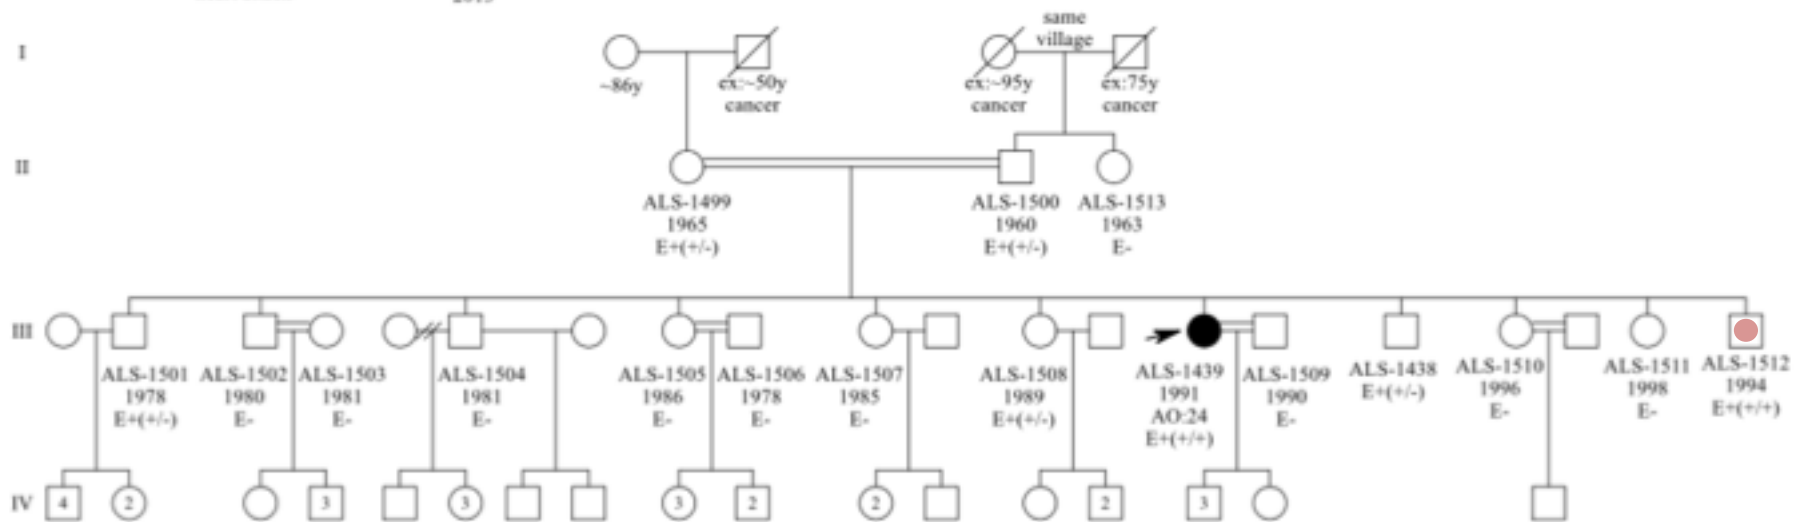 I
same
village
~86y
ex:~50y
cancer
ex:~95y
cancer
ex:75y
cancer
II
ALS-1499
1965
E+(+/-)
ALS-1500
1960
E+(+/-)
ALS-1513
1963
E-
III
ALS-1501
1978
E+(+/-)
ALS-1502
1980
E-
ALS-1503
1981
E-
ALS-1504
1981
E-
ALS-1505
1986
E-
ALS-1506
1978
E-
ALS-1507
1985
E-
ALS-1508
1989
E+(+/-)
ALS-1439
1991
AO:24
E+(+/+)
ALS-1509
1990
E-
ALS-1438
E+(+/-)
ALS-1510
1996
E-
ALS-1511
1998
E-
ALS-1512
1994
E+(+/+)
IV
4
2
3
3
3
2
2
2
3